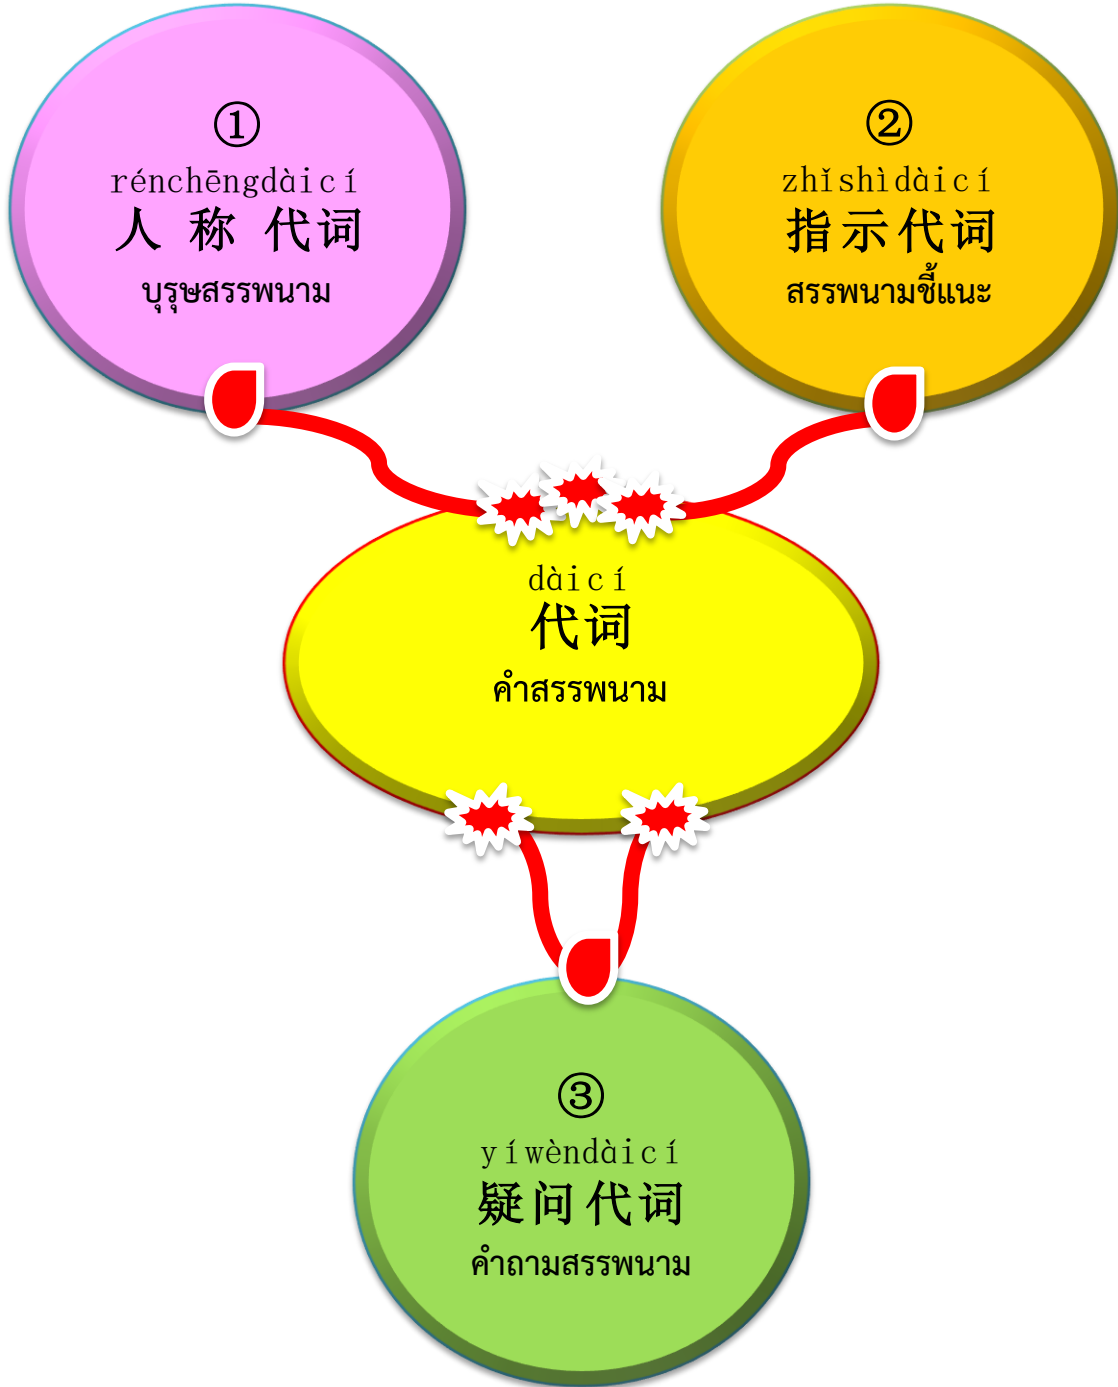 ①
rénchēngdàicí
人 称 代词
บุรุษสรรพนาม
②
zhǐshìdàicí
指示代词
สรรพนามชี้แนะ
dàicí
代词
คำสรรพนาม
③
yíwèndàicí
疑问代词
คำถามสรรพนาม